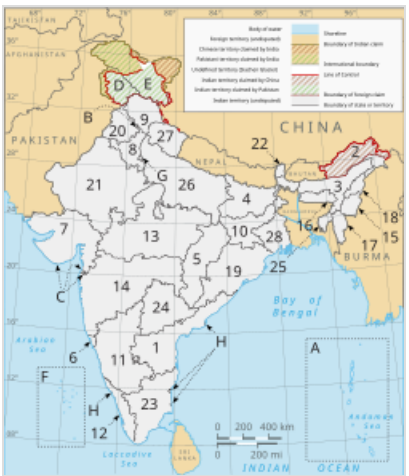 TAJIKISTAN
AFGHANISTAN
PAKISTAN
CHINA
NEPAL
BHUTAN
BURMA
Body of water
Foreign territory (undisputed)
Chinese territory claimed by India
Pakistani territory claimed by India
Indian territory claimed by China
Indian territory claimed by Pakistan
Indian territory (undisputed)
Shoreline
Boundary of Indian claim
International boundary
Line of Control
Boundary of foreign claim
Boundary of state or territory
D
E
B
9
20
27
8
G
22
2
3
21
26
4
7
13
10
28
16
18
15
17
C
5
19
25
14
24
6
11
1
H
A
F
H
23
12
Arabian
Sea
Bay of
Bengal
Andaman
Sea
Laccadive
Sea
SRI
LANKA
INDIAN OCEAN
0 200 400 km
0 200 mi